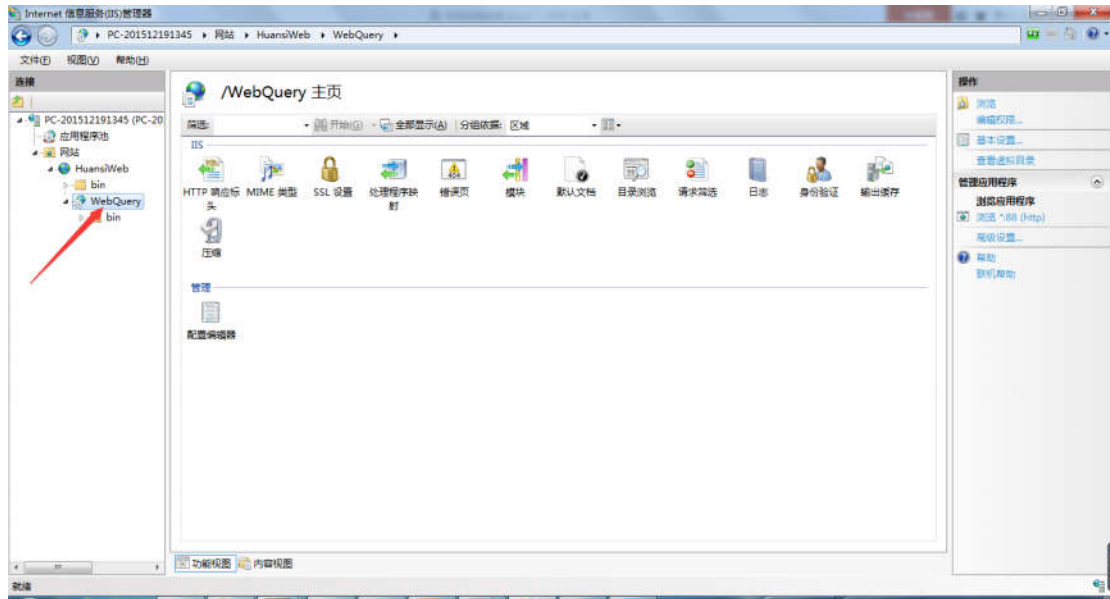 Internet 信息服务(IIS)管理器
PC-201512191345 ▸ 网站 ▸ HuansiWeb ▸ WebQuery ▸
文件(F) 视图(V) 帮助(H)
连接
PC-201512191345 (PC-20
应用程序池
网站
HuansiWeb
bin
WebQuery
bin
/WebQuery 主页
筛选: 开始(G) 全部显示(A) 分组依据: 区域
IIS
HTTP 响应标头 MIME 类型 SSL 设置 处理程序映射 错误页 模块 默认文档 目录浏览 请求筛选 日志 身份验证 输出缓存
压缩
管理
配置编辑器
功能视图 内容视图
操作
浏览
编辑权限...
基本设置...
查看虚拟目录
管理应用程序
浏览应用程序
浏览 *:88 (http)
高级设置...
帮助
联机帮助
就绪